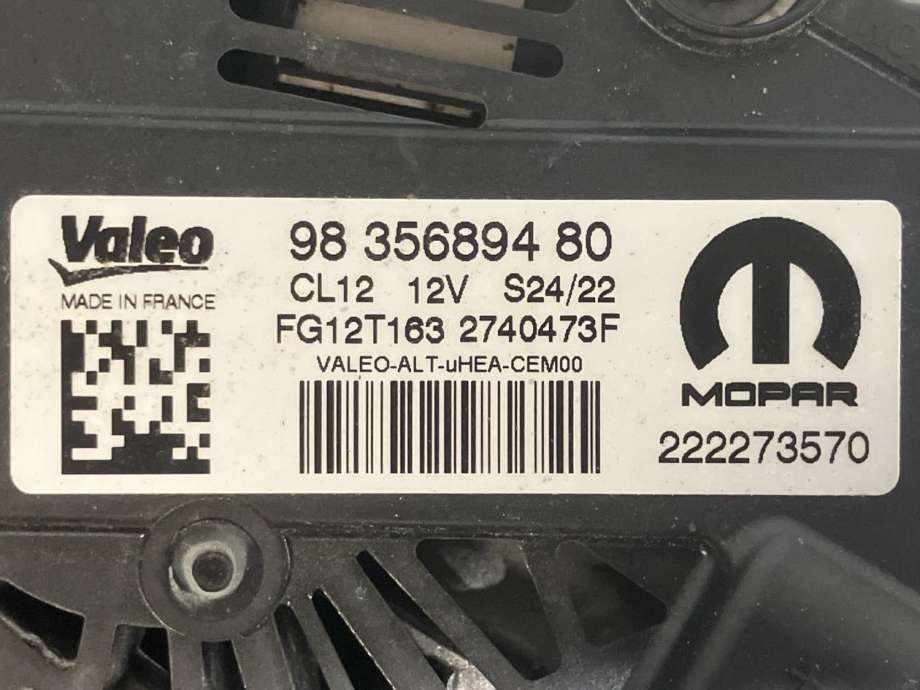 Valeo
MADE IN FRANCE
98 356894 80
CL12 12V S24/22
FG12T163 2740473F
VALEO-ALT-uHEA-CEM00
MOPAR
222273570